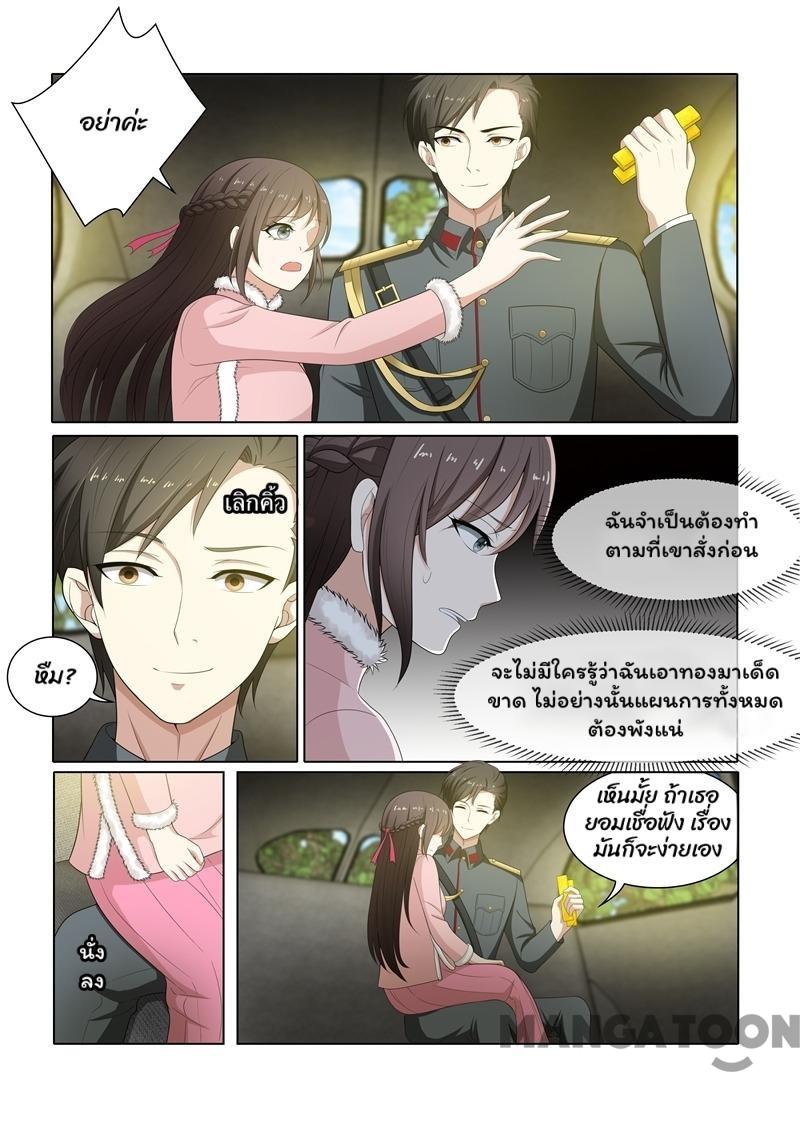 อย่าค่ะ
เลิกคิ้ว
หืม?
ฉันจำเป็นต้องทำ
ตามที่เขาสั่งก่อน
จะไม่มีใครรู้ว่าฉันเอาทองมาเด็ด
ขาด ไม่อย่างนั้นแผนการทั้งหมด
ต้องพังแน่
นั่ง
ลง
เห็นมั้ย ถ้าเธอ
ยอมเชื่อฟัง เรื่อง
มันก็จะง่ายเอง
MANGATOON